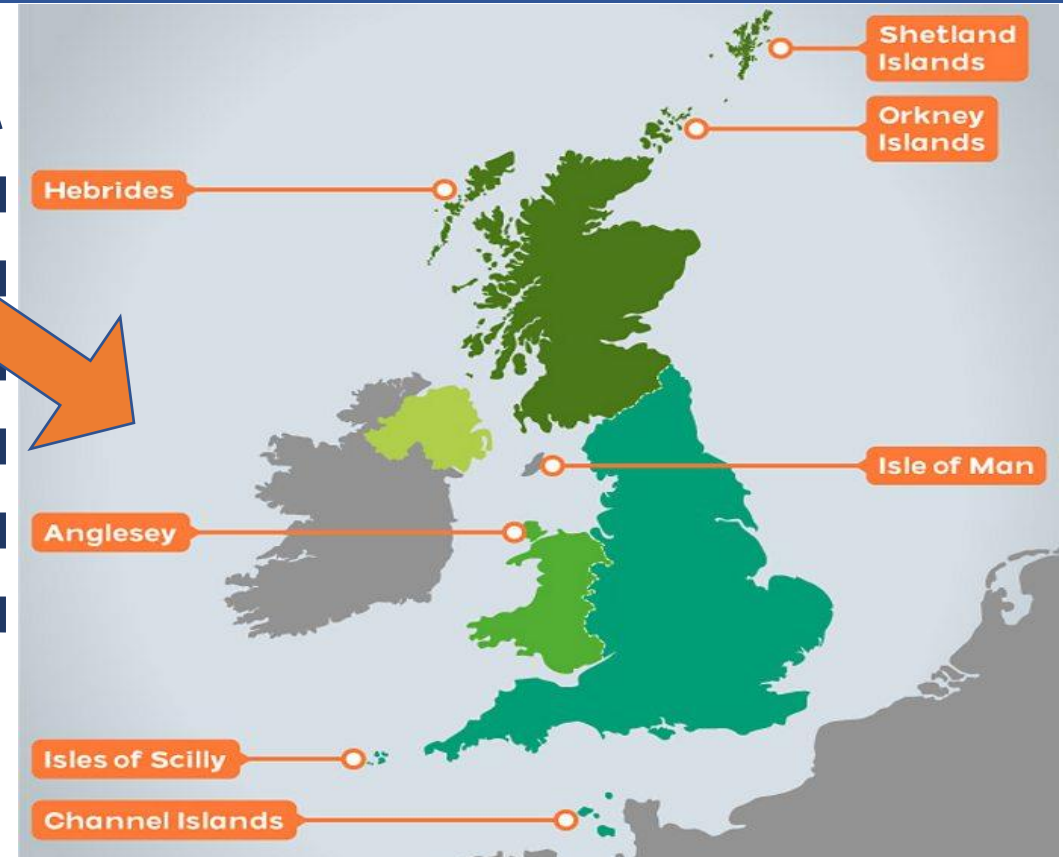 Shetland
Islands
Orkney
Islands
Hebrides
Isle of Man
Anglesey
Isles of Scilly
Channel Islands